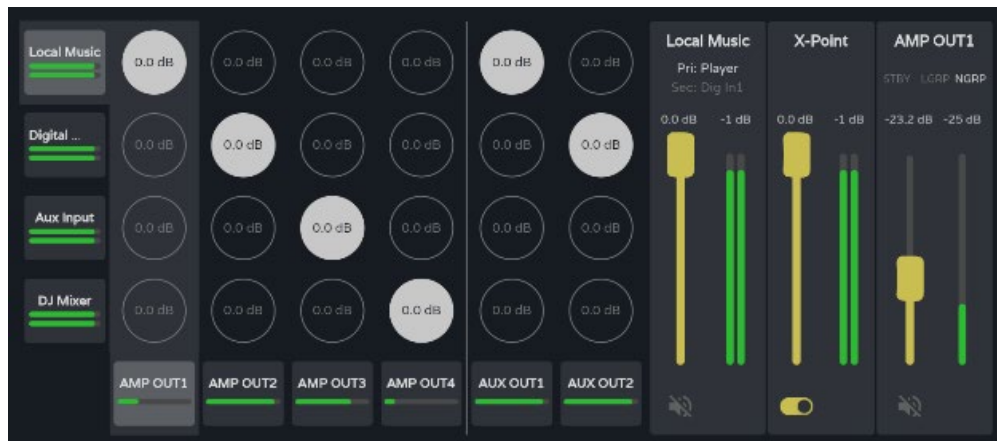 Local Music
0.0 dB 0.0 dB 0.0 dB 0.0 dB 0.0 dB 0.0 dB
Digital ...
0.0 dB 0.0 dB 0.0 dB 0.0 dB 0.0 dB 0.0 dB
Aux Input
0.0 dB 0.0 dB 0.0 dB 0.0 dB 0.0 dB 0.0 dB
DJ Mixer
0.0 dB 0.0 dB 0.0 dB 0.0 dB 0.0 dB 0.0 dB
AMP OUT1 AMP OUT2 AMP OUT3 AMP OUT4 AUX OUT1 AUX OUT2
Local Music
Pri: Player
Sec: Dig In1
0.0 dB -1 dB
X-Point
0.0 dB -1 dB
AMP OUT1
STBY LGRP NGRP
-23.2 dB -25 dB